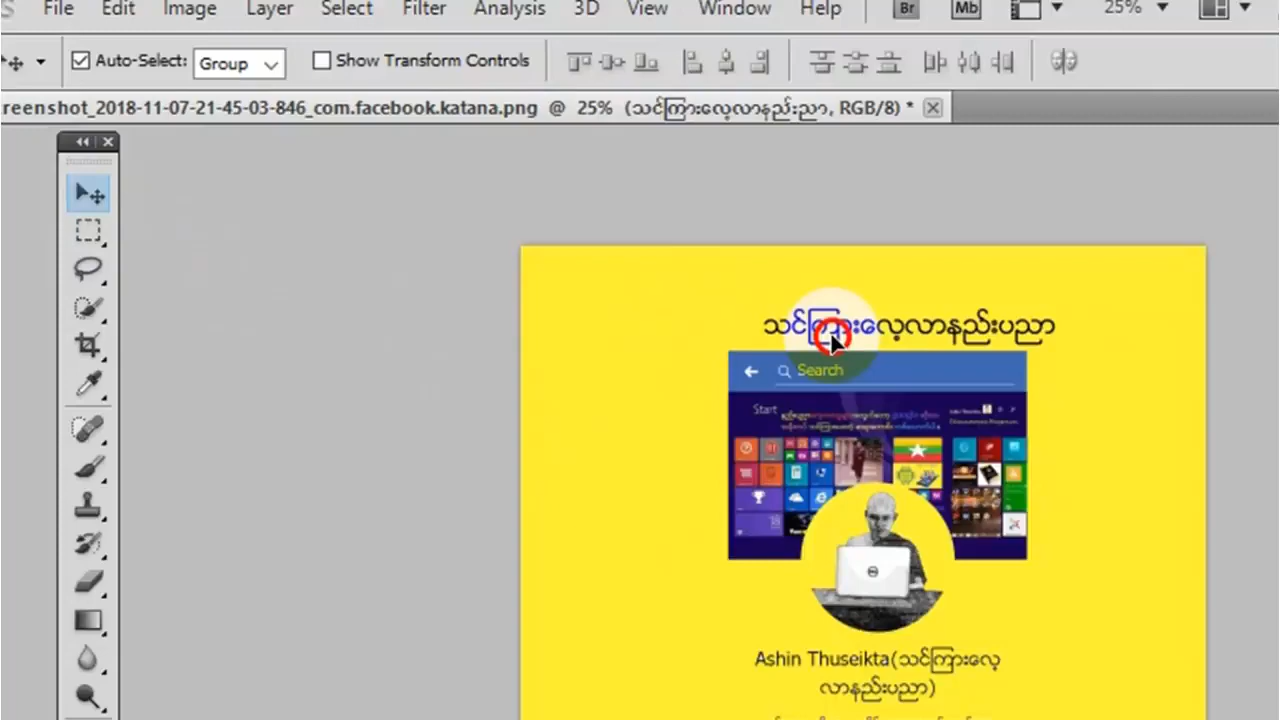 File Edit Image Layer Select Filter Analysis 3D View Window Help Br Mb 25%
Auto-Select: Group Show Transform Controls
reenshot_2018-11-07-21-45-03-846_com.facebook.katana.png @ 25% (သင်ကြားလေ့လာနည်းညာ, RGB/8) *
သင်ကြားလေ့လာနည်းပညာ
Search
Start
Ashin Thuseikta(သင်ကြားလေ့
လာနည်းပညာ)